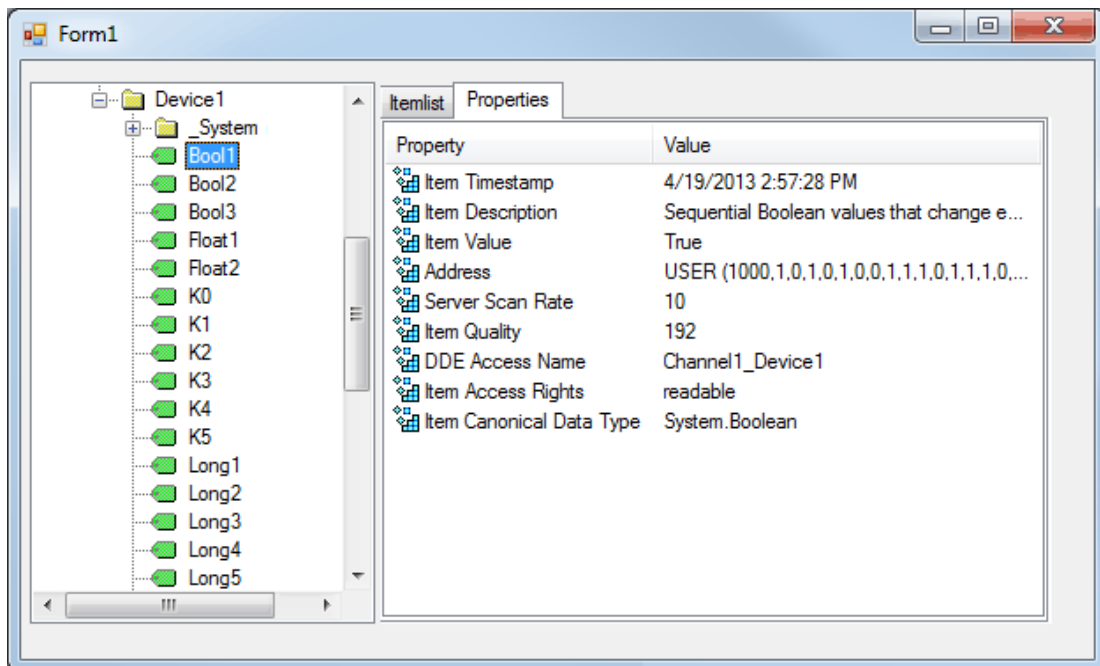 Form1
Device1
_System
Bool1
Bool2
Bool3
Float1
Float2
K0
K1
K2
K3
K4
K5
Long1
Long2
Long3
Long4
Long5
Itemlist Properties
Property Value
Item Timestamp 4/19/2013 2:57:28 PM
Item Description Sequential Boolean values that change e...
Item Value True
Address USER (1000,1,0,1,0,1,0,0,1,1,1,0,1,1,1,0,...
Server Scan Rate 10
Item Quality 192
DDE Access Name Channel1_Device1
Item Access Rights readable
Item Canonical Data Type System.Boolean